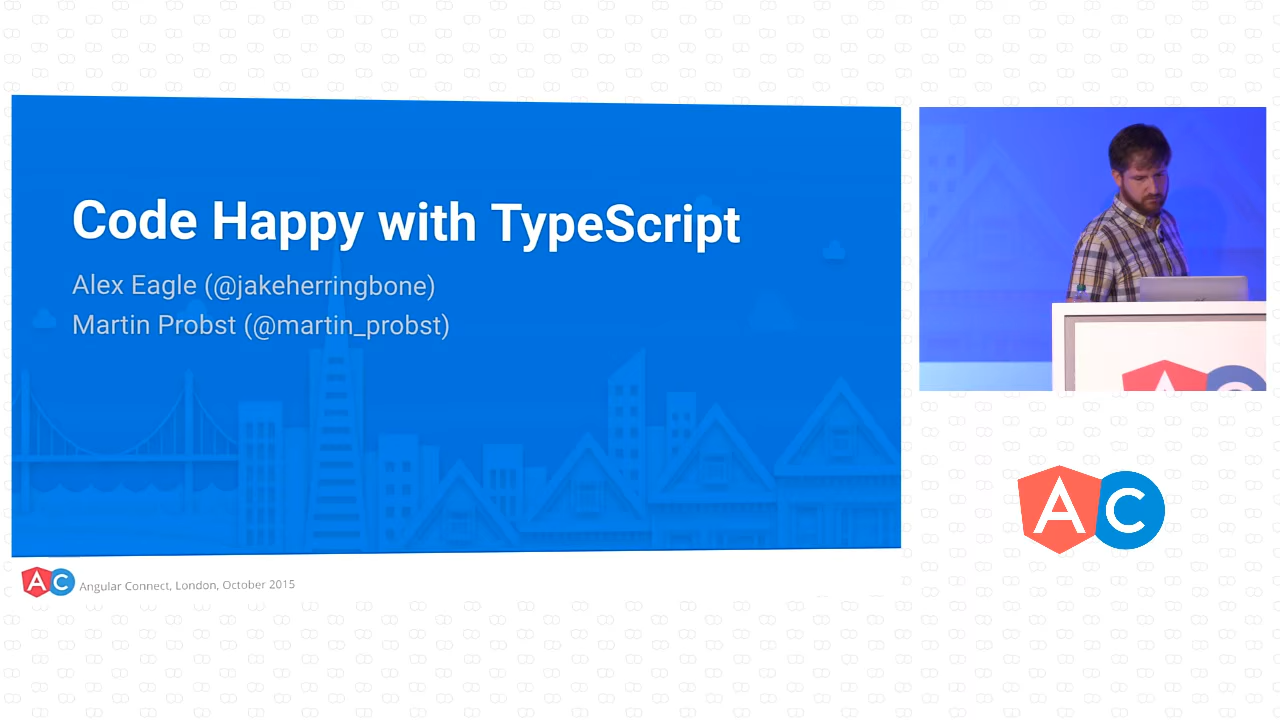 Code Happy with TypeScript
Alex Eagle (@jakeherringbone)
Martin Probst (@martin_probst)
AC Angular Connect, London, October 2015
A
AC